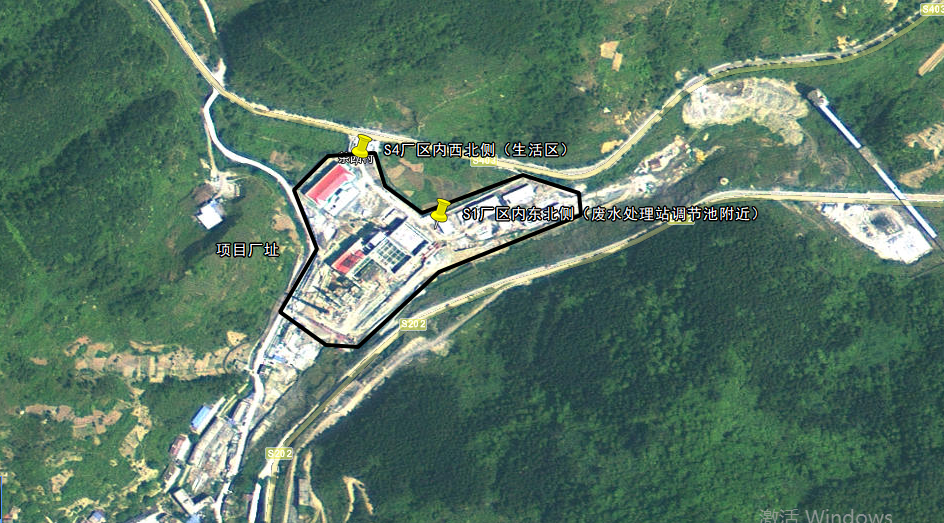 S403
S4厂区内西北侧（生活区）
S1厂区内东北侧（废水处理站调节池附近）
项目厂址
S202
S202
激活 Windows